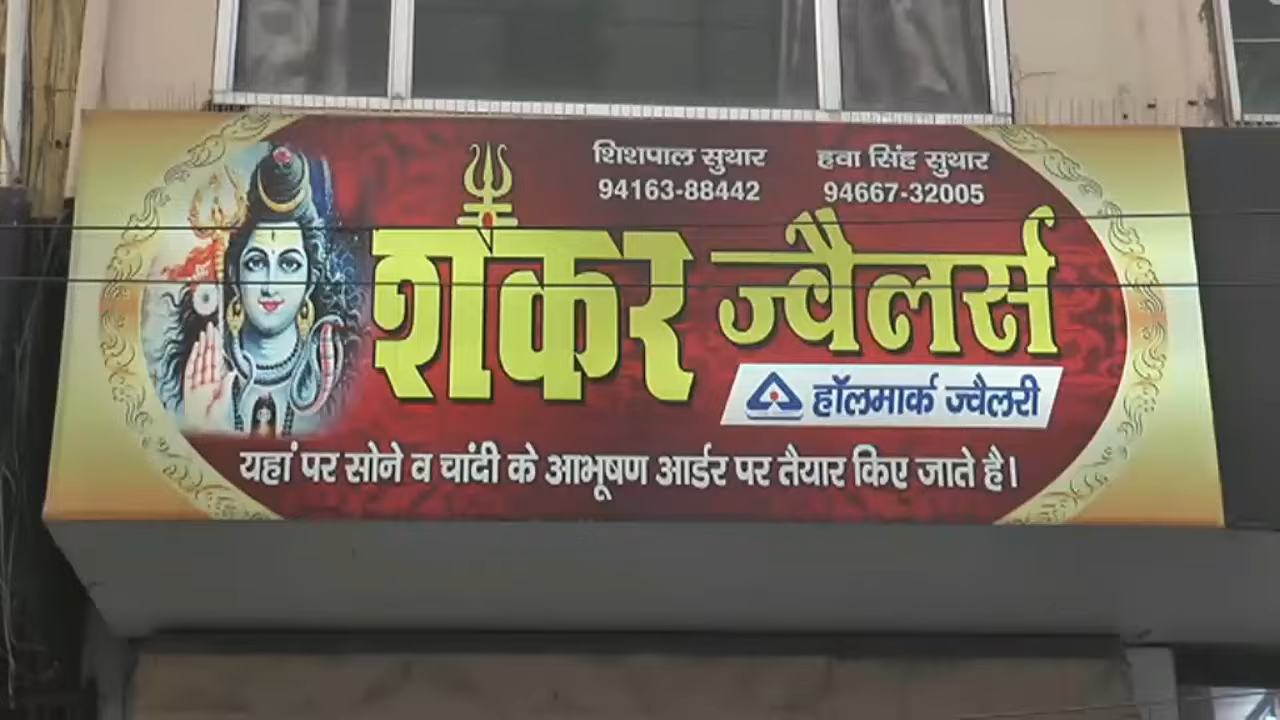 शिशपाल सुथार हवा सिंह सुथार
94163-88442 94667-32005
शंकर ज्वैलर्स
हॉलमार्क ज्वैलरी
यहां पर सोने व चांदी के आभूषण आर्डर पर तैयार किए जाते है।